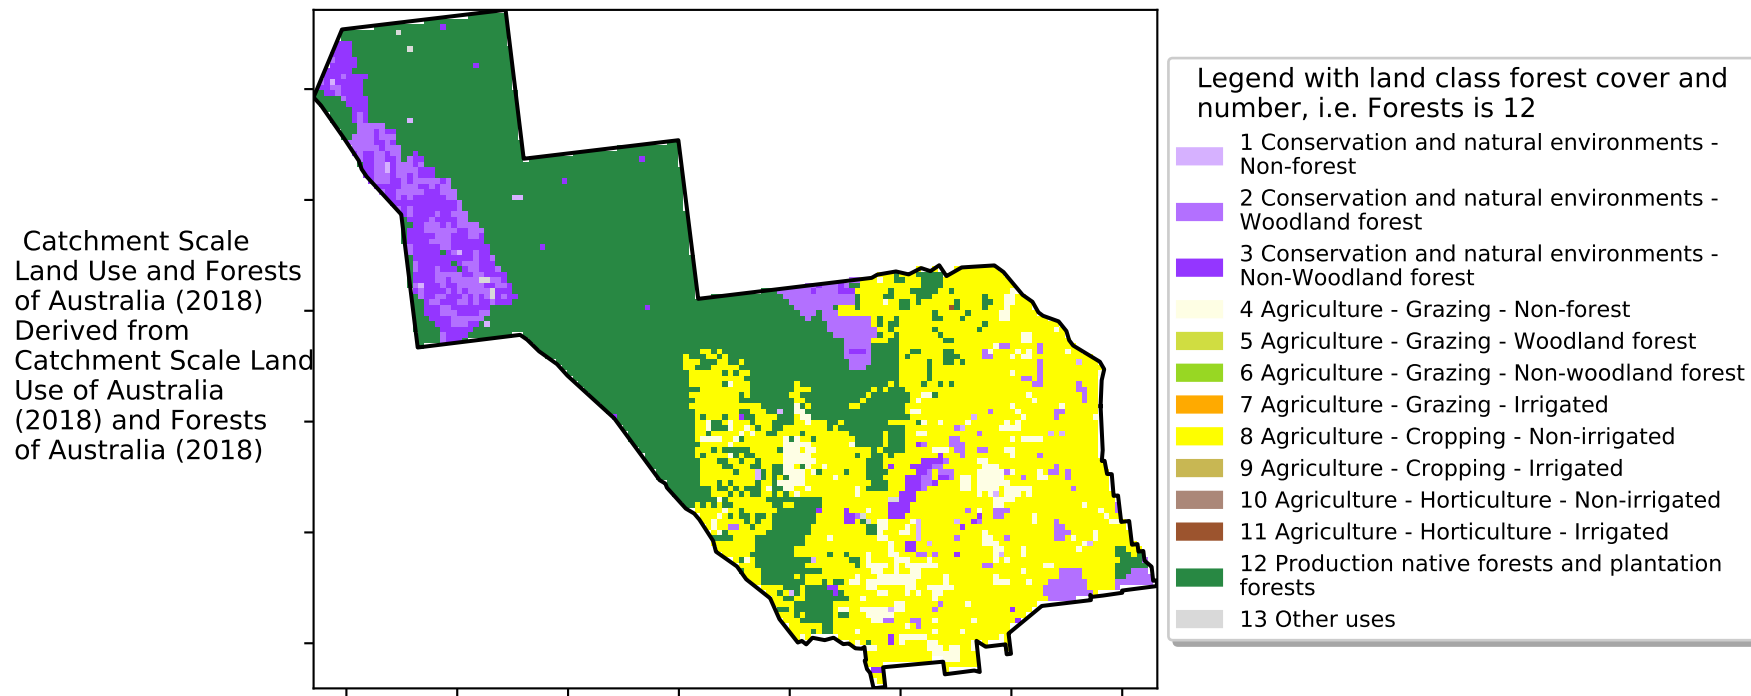 Catchment Scale
Land Use and Forests
of Australia (2018)
Derived from
Catchment Scale Land
Use of Australia
(2018) and Forests
of Australia (2018)
Legend with land class forest cover and
number, i.e. Forests is 12
1 Conservation and natural environments -
Non-forest
2 Conservation and natural environments -
Woodland forest
3 Conservation and natural environments -
Non-Woodland forest
4 Agriculture - Grazing - Non-forest
5 Agriculture - Grazing - Woodland forest
6 Agriculture - Grazing - Non-woodland forest
7 Agriculture - Grazing - Irrigated
8 Agriculture - Cropping - Non-irrigated
9 Agriculture - Cropping - Irrigated
10 Agriculture - Horticulture - Non-irrigated
11 Agriculture - Horticulture - Irrigated
12 Production native forests and plantation
forests
13 Other uses